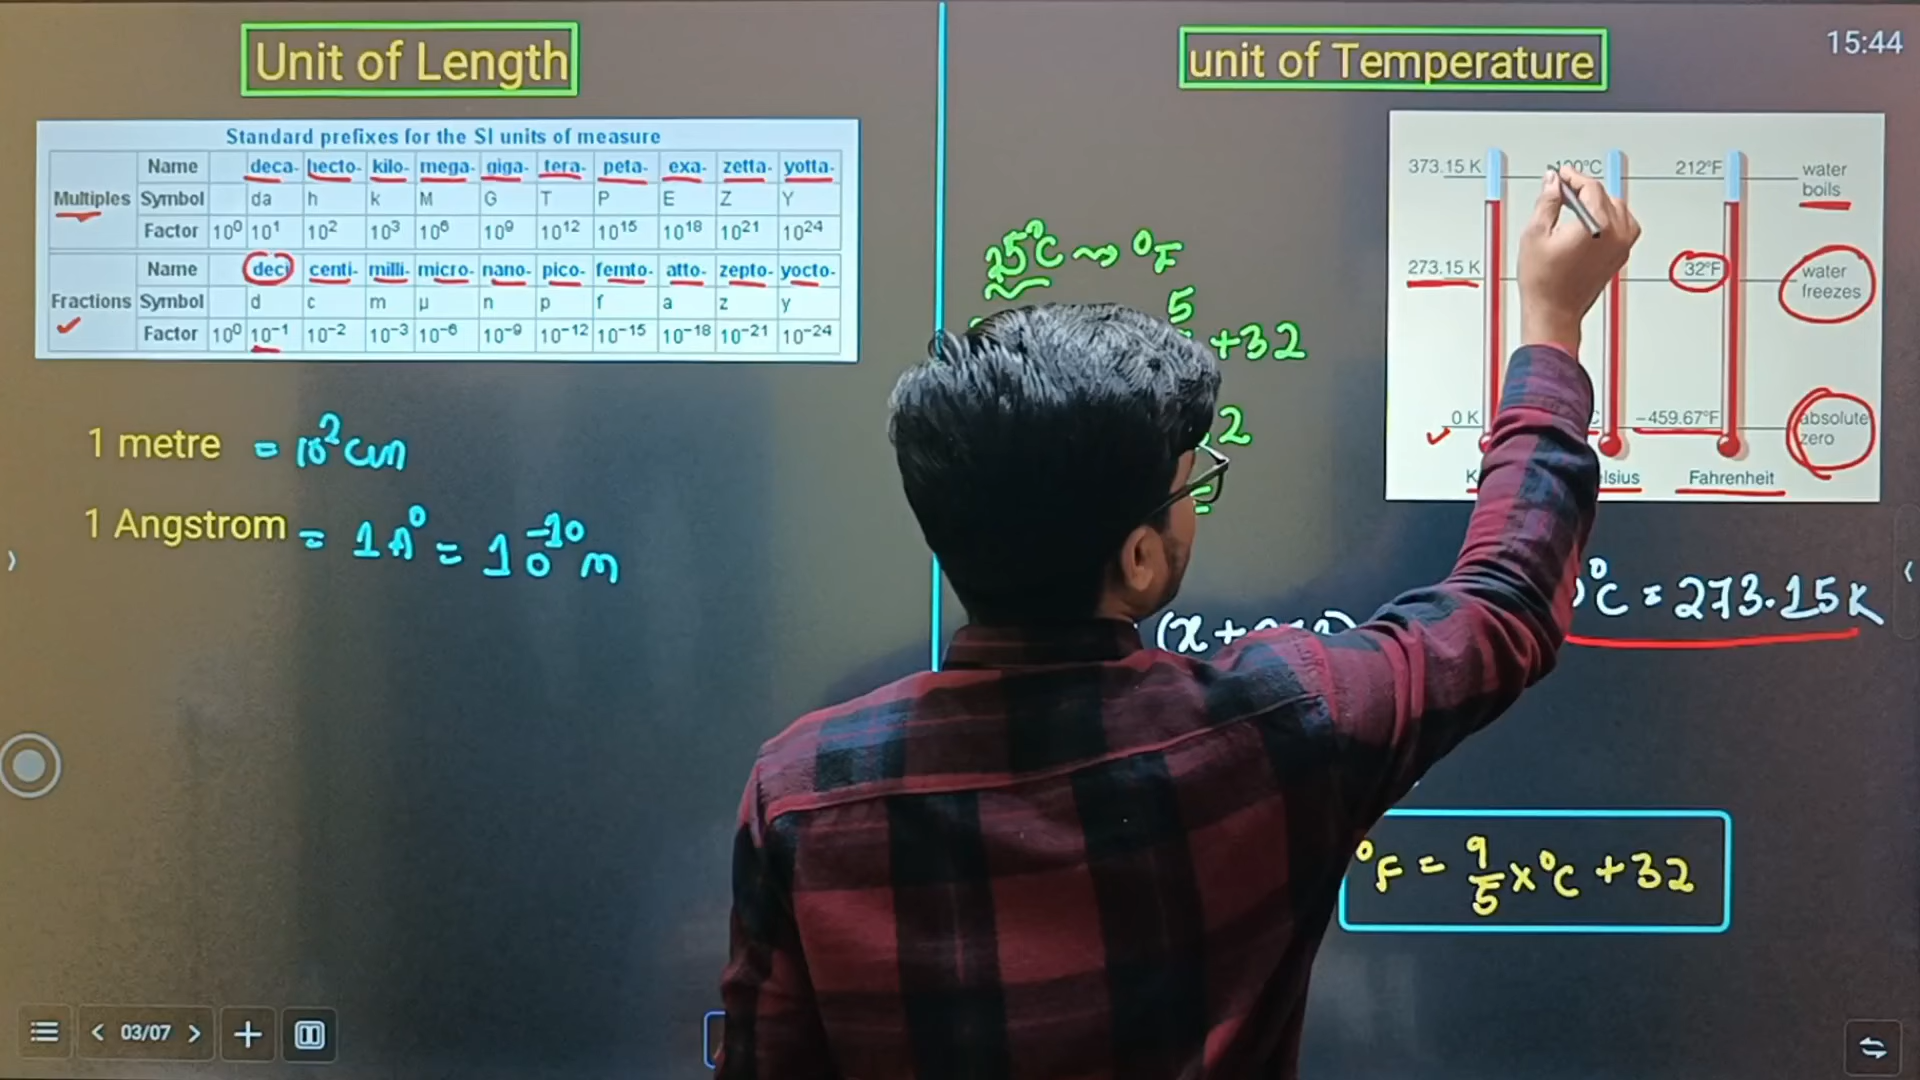 Unit of Length
Standard prefixes for the SI units of measure
Multiples Name deca- hecto- kilo- mega- giga- tera- peta- exa- zetta- yotta-
Symbol da h k M G T P E Z Y
Factor 10⁰ 10¹ 10² 10³ 10⁶ 10⁹ 10¹² 10¹⁵ 10¹⁸ 10²¹ 10²⁴
Fractions Name deci centi- milli- micro- nano- pico- femto- atto- zepto- yocto-
Symbol d c m μ n p f a z y
Factor 10⁰ 10⁻¹ 10⁻² 10⁻³ 10⁻⁶ 10⁻⁹ 10⁻¹² 10⁻¹⁵ 10⁻¹⁸ 10⁻²¹ 10⁻²⁴
1 metre = 10² cm
1 Angstrom = 1 A⁰ = 10⁻¹⁰ m
unit of Temperature
15:44
373.15 K 212°F water boils
273.15 K 32°F water freezes
0 K −459.67°F absolute zero
Fahrenheit
25°C → °F
5
+32
2
(x +
°C = 273.15 K
°F = 9/5 x °C + 32
03/07